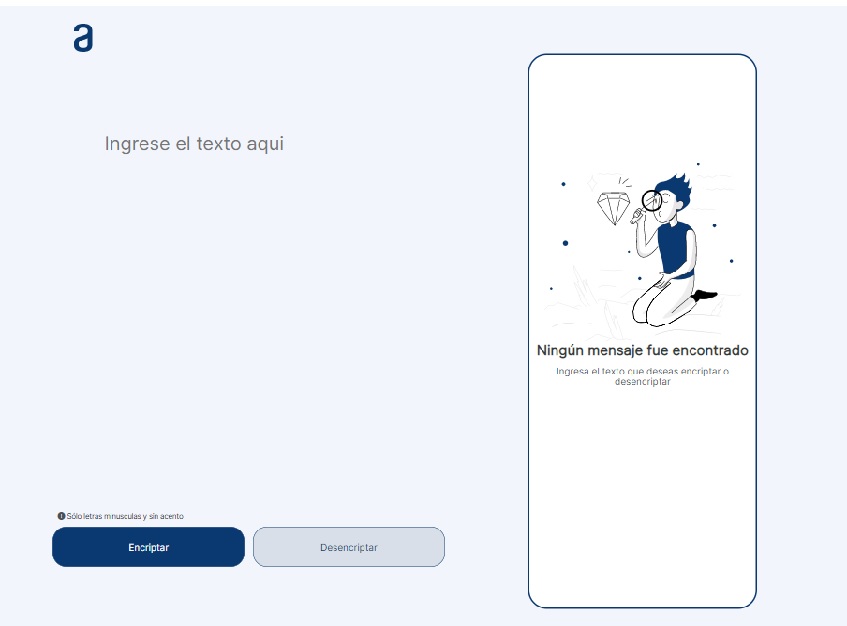 a
Ingrese el texto aqui
Ningún mensaje fue encontrado
Ingresa el texto que deseas encriptar o
desencriptar
Sólo letras minusculas y sin acento
Encriptar
Desencriptar